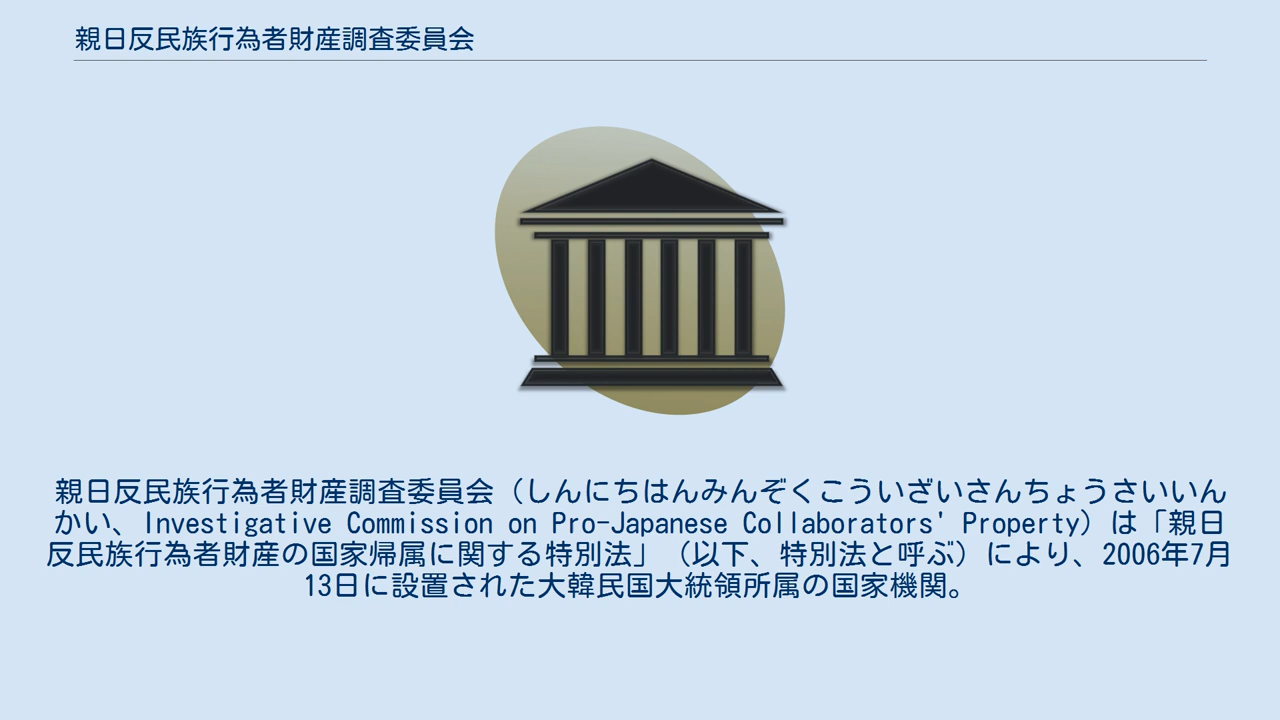 親日反民族行為者財産調査委員会
親日反民族行為者財産調査委員会（しんにちはんみんぞくこういざいさんちょうさいいん
かい、Investigative Commission on Pro-Japanese Collaborators' Property）は「親日
反民族行為者財産の国家帰属に関する特別法」（以下、特別法と呼ぶ）により、2006年7月
13日に設置された大韓民国大統領所属の国家機関。